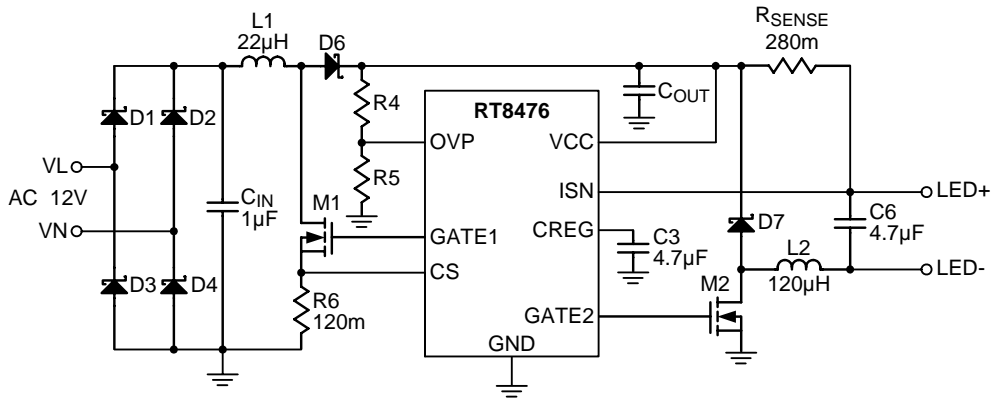 L1
22µH
D6
RSENSE
280m
COUT
RT8476
R4
D1
D2
OVP
VCC
VL
R5
AC 12V
CIN
1µF
ISN
LED+
M1
D7
C6
4.7µF
VN
GATE1
CREG
C3
4.7µF
CS
L2
120µH
LED-
D3
D4
R6
120m
M2
GATE2
GND